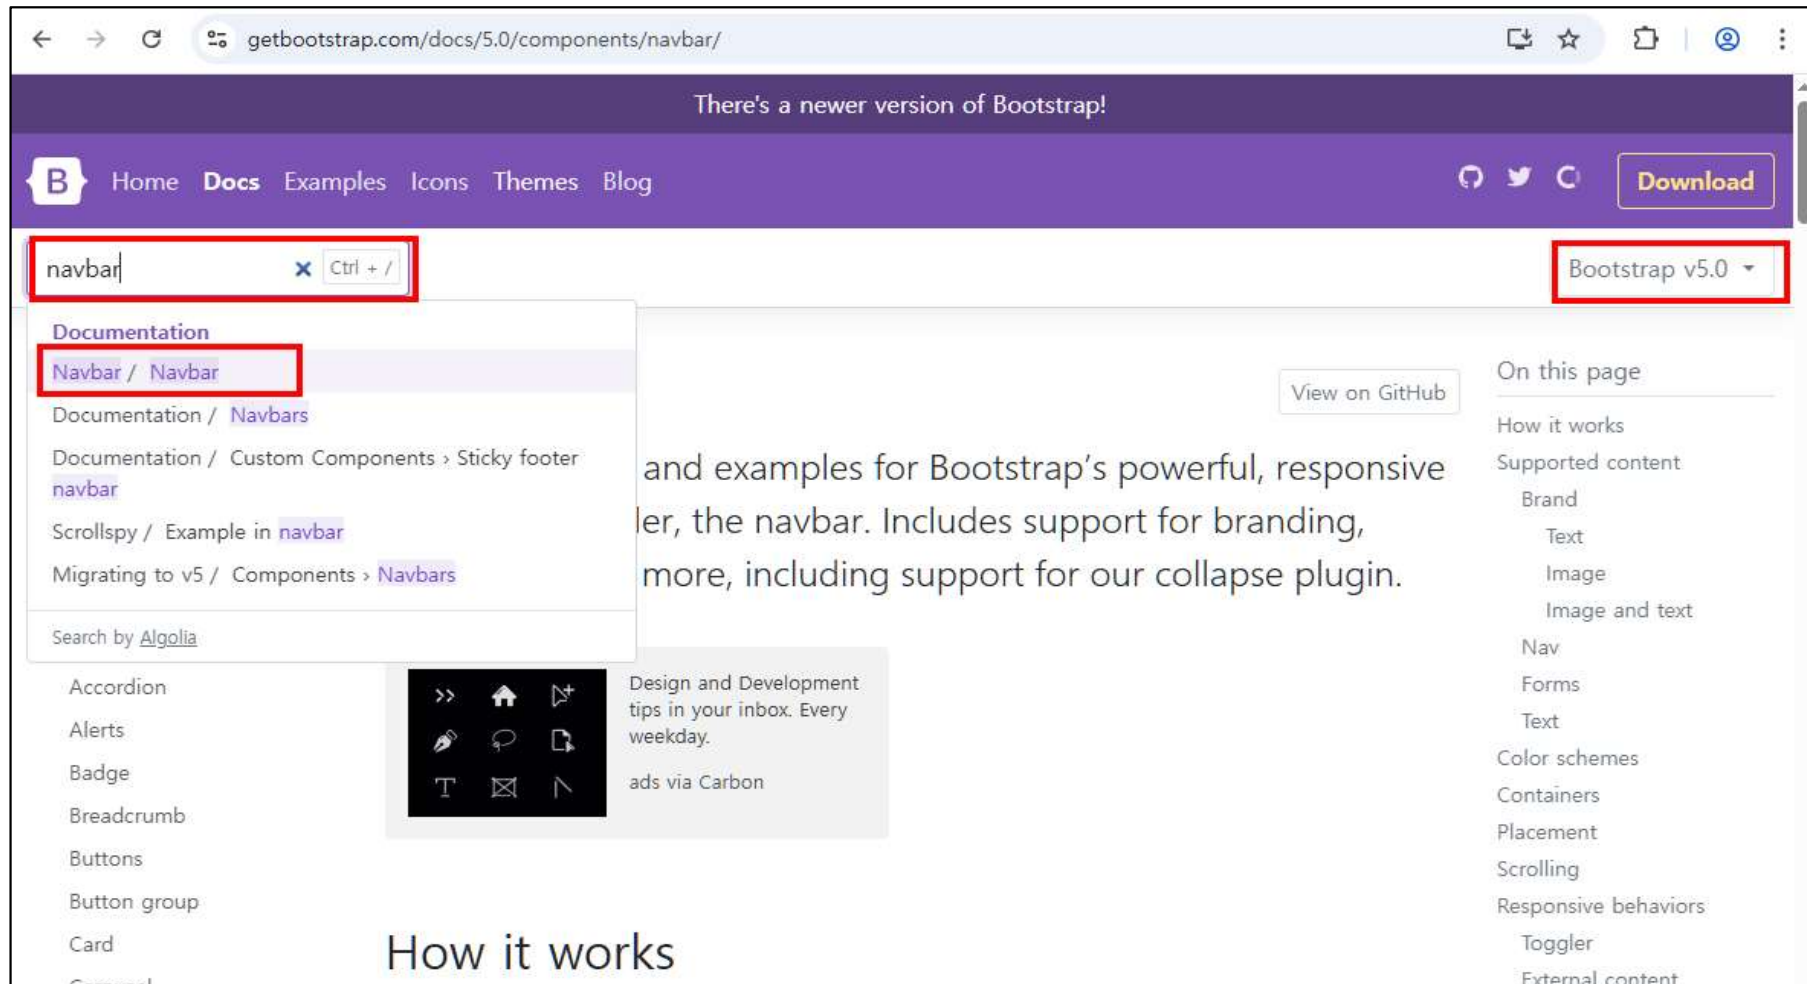 getbootstrap.com/docs/5.0/components/navbar/
There's a newer version of Bootstrap!
B Home Docs Examples Icons Themes Blog Download
navbar Ctrl + / Bootstrap v5.0
Documentation
Navbar / Navbar
Documentation / Navbars
Documentation / Custom Components › Sticky footer
navbar
Scrollspy / Example in navbar
Migrating to v5 / Components › Navbars
Search by Algolia
Accordion
Alerts
Badge
Breadcrumb
Buttons
Button group
Card
View on GitHub
and examples for Bootstrap's powerful, responsive
ler, the navbar. Includes support for branding,
more, including support for our collapse plugin.
Design and Development
tips in your inbox. Every
weekday.
ads via Carbon
How it works
On this page
How it works
Supported content
Brand
Text
Image
Image and text
Nav
Forms
Text
Color schemes
Containers
Placement
Scrolling
Responsive behaviors
Toggler
External content